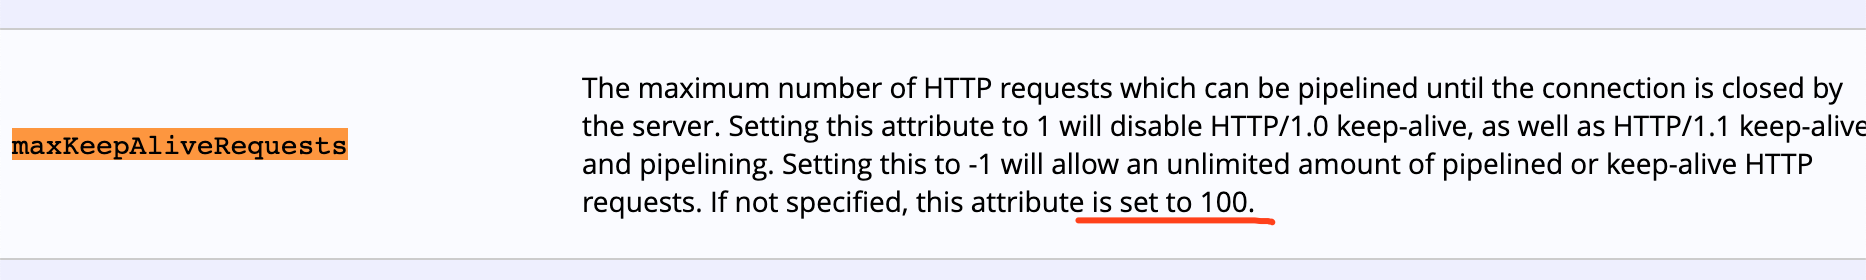 maxKeepAliveRequests
The maximum number of HTTP requests which can be pipelined until the connection is closed by
the server. Setting this attribute to 1 will disable HTTP/1.0 keep-alive, as well as HTTP/1.1 keep-alive
and pipelining. Setting this to -1 will allow an unlimited amount of pipelined or keep-alive HTTP
requests. If not specified, this attribute is set to 100.